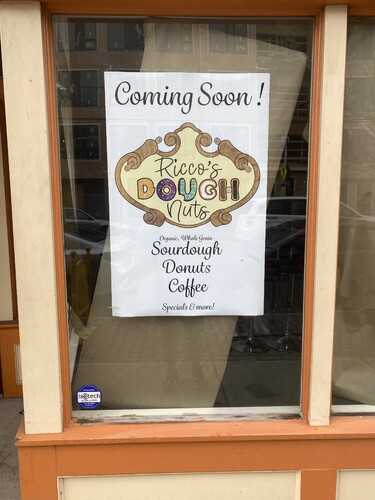 Coming Soon !
Ricco's
DOUGH
Nuts
Organic, Whole Grain
Sourdough
Donuts
Coffee
Specials & more!